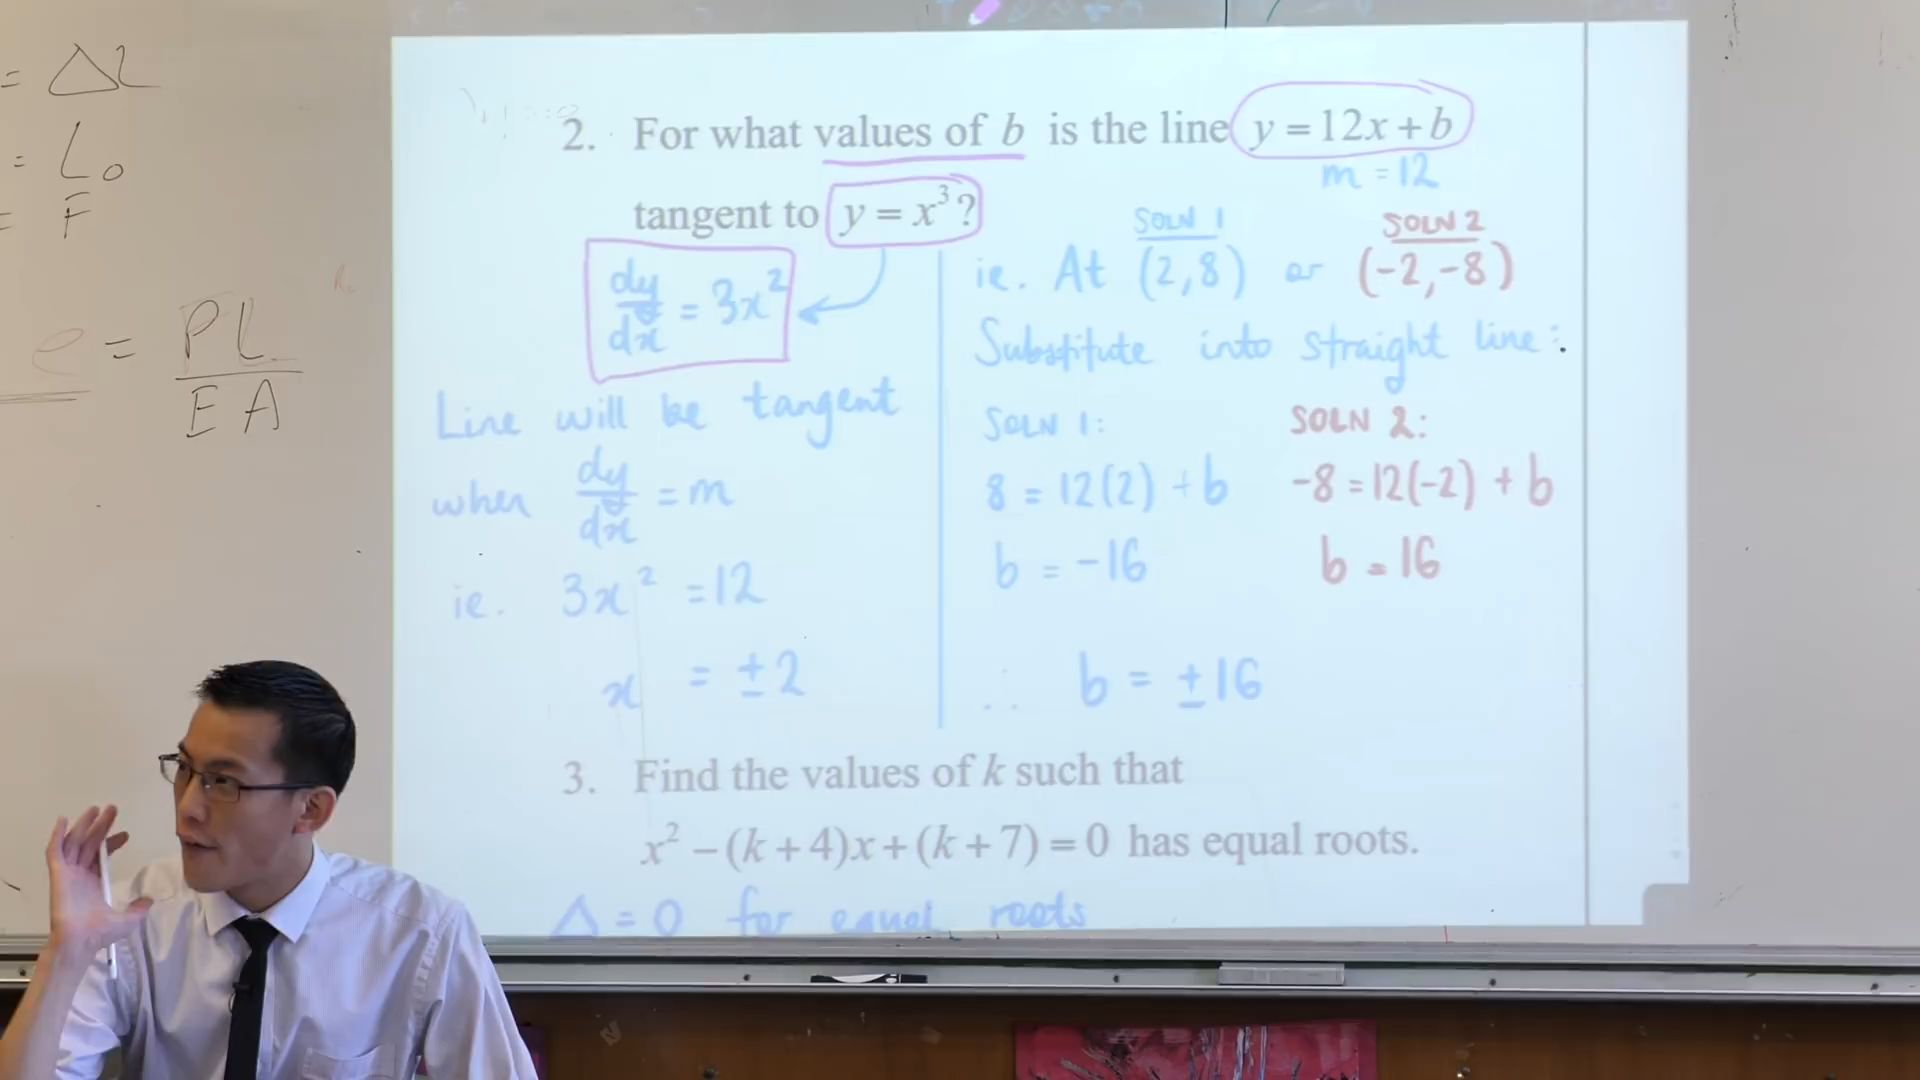 = ΔL
= L₀
= F
e = PL/EA
2. For what values of b is the line y = 12x + b
m = 12
tangent to y = x³?
SOLN 1 SOLN 2
dy/dx = 3x²
ie. At (2,8) or (-2,-8)
Substitute into straight line:
Line will be tangent
when dy/dx = m
ie. 3x² = 12
x = ±2
SOLN 1: SOLN 2:
8 = 12(2) + b -8 = 12(-2) + b
b = -16 b = 16
∴ b = ±16
3. Find the values of k such that
x² − (k + 4)x + (k + 7) = 0 has equal roots.
Δ = 0 for equal roots